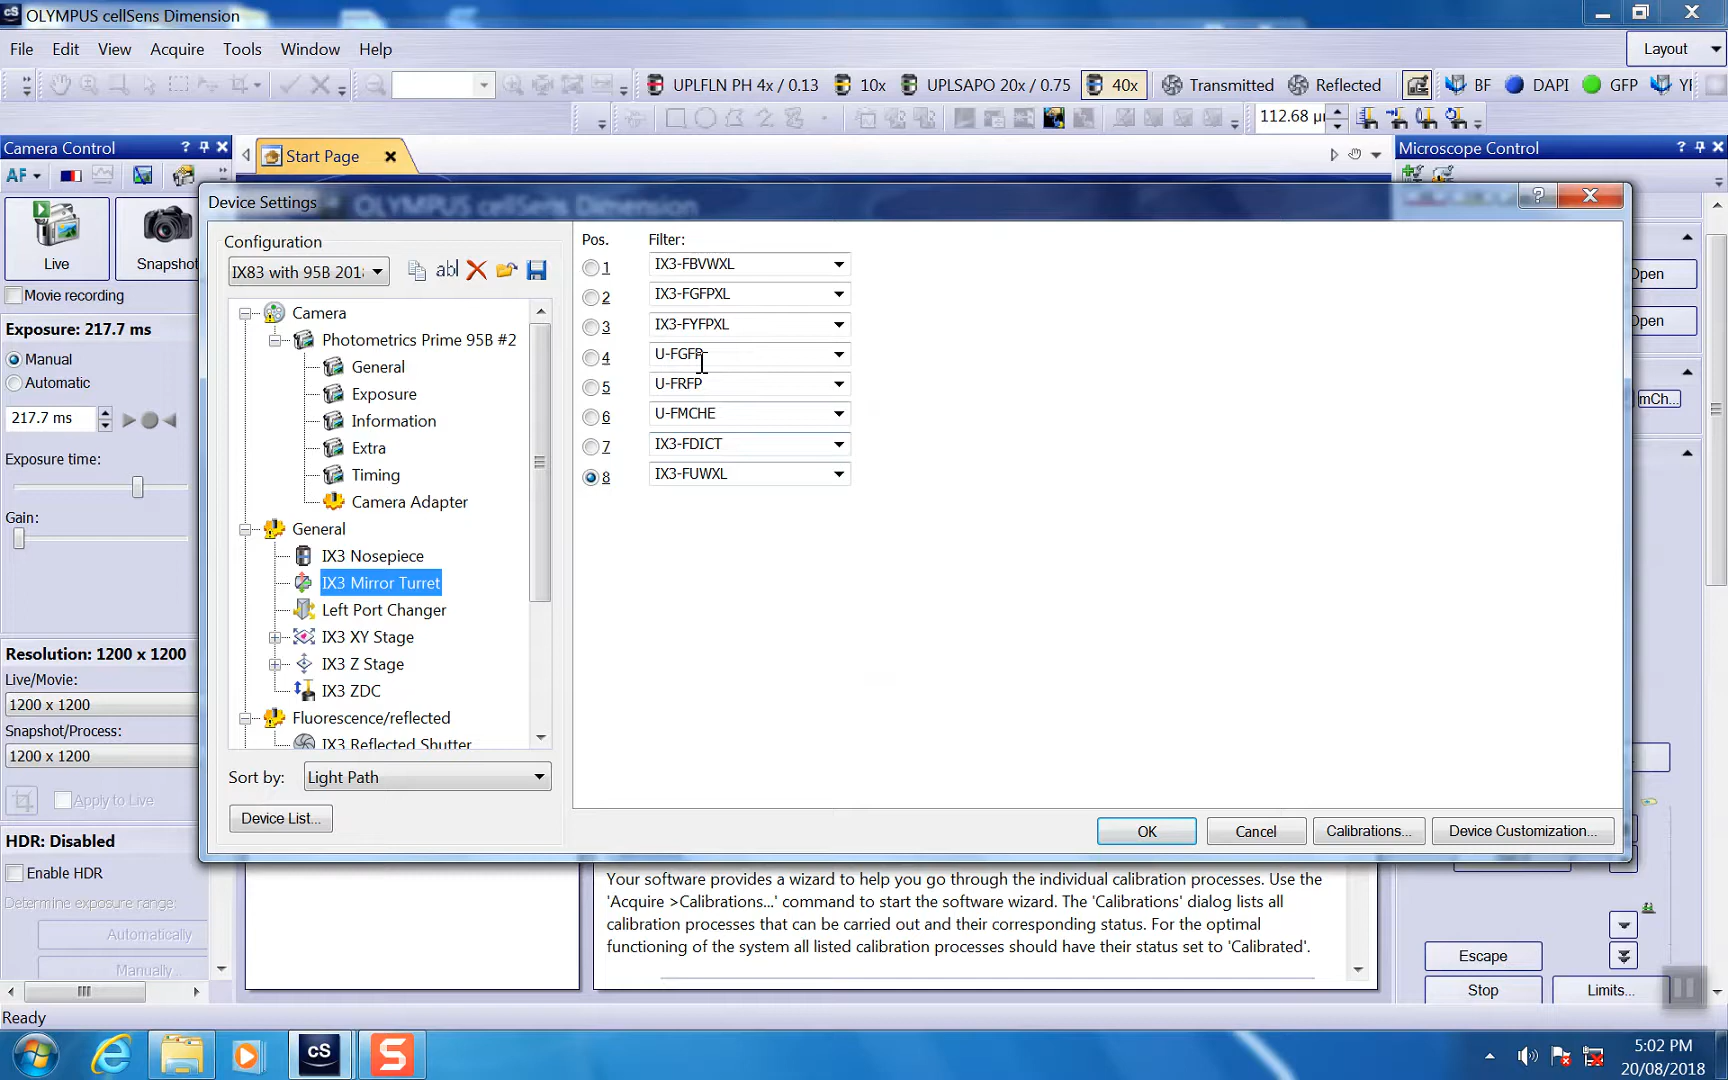 OLYMPUS cellSens Dimension
File Edit View Acquire Tools Window Help
Layout
UPLFLN PH 4x / 0.13 10x UPLSAPO 20x / 0.75 40x Transmitted Reflected BF DAPI GFP
112.68 µ
Camera Control
Start Page
Microscope Control
AF
Device Settings
OLYMPUS cellSens Dimension
Live
Snapshot
Movie recording
Exposure: 217.7 ms
Manual
Automatic
217.7 ms
Exposure time:
Gain:
Resolution: 1200 x 1200
Live/Movie:
1200 x 1200
Snapshot/Process:
1200 x 1200
Apply to Live
HDR: Disabled
Enable HDR
Determine exposure range:
Automatically
Manually...
Configuration
IX83 with 95B 201
abl
Camera
Photometrics Prime 95B #2
General
Exposure
Information
Extra
Timing
Camera Adapter
General
IX3 Nosepiece
IX3 Mirror Turret
Left Port Changer
IX3 XY Stage
IX3 Z Stage
IX3 ZDC
Fluorescence/reflected
IX3 Reflected Shutter
Sort by: Light Path
Device List...
Pos. Filter:
1 IX3-FBVWXL
2 IX3-FGFPXL
3 IX3-FYFPXL
4 U-FGFP
5 U-FRFP
6 U-FMCHE
7 IX3-FDICT
8 IX3-FUWXL
OK Cancel Calibrations... Device Customization...
Open
Open
mCh...
Your software provides a wizard to help you go through the individual calibration processes. Use the
'Acquire >Calibrations...' command to start the software wizard. The 'Calibrations' dialog lists all
calibration processes that can be carried out and their corresponding status. For the optimal
functioning of the system all listed calibration processes should have their status set to 'Calibrated'.
Escape
Stop Limits...
Ready
cS
S
5:02 PM
20/08/2018